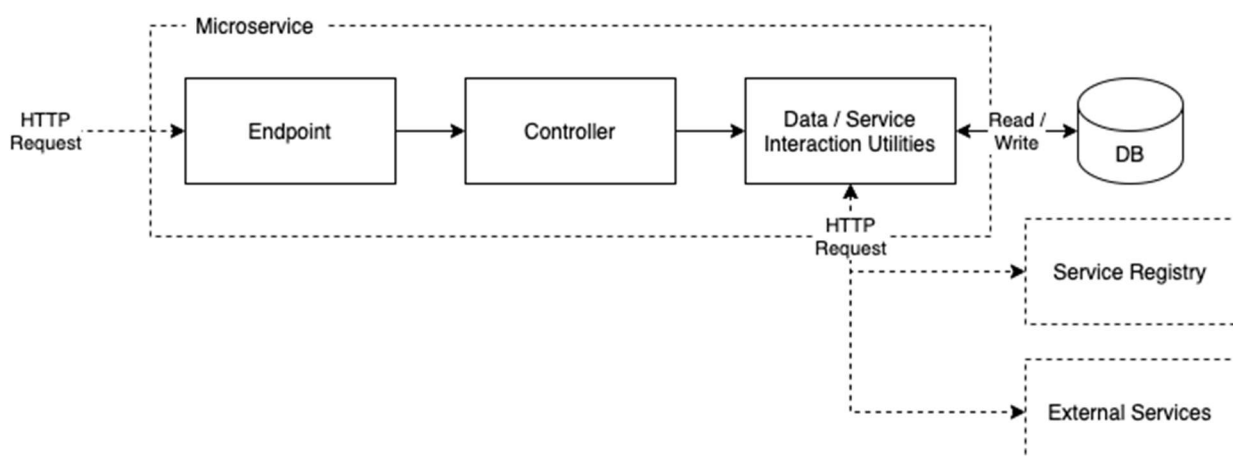 Microservice
HTTP
Request
Endpoint
Controller
Data / Service
Interaction Utilities
Read /
Write
DB
HTTP
Request
Service Registry
External Services